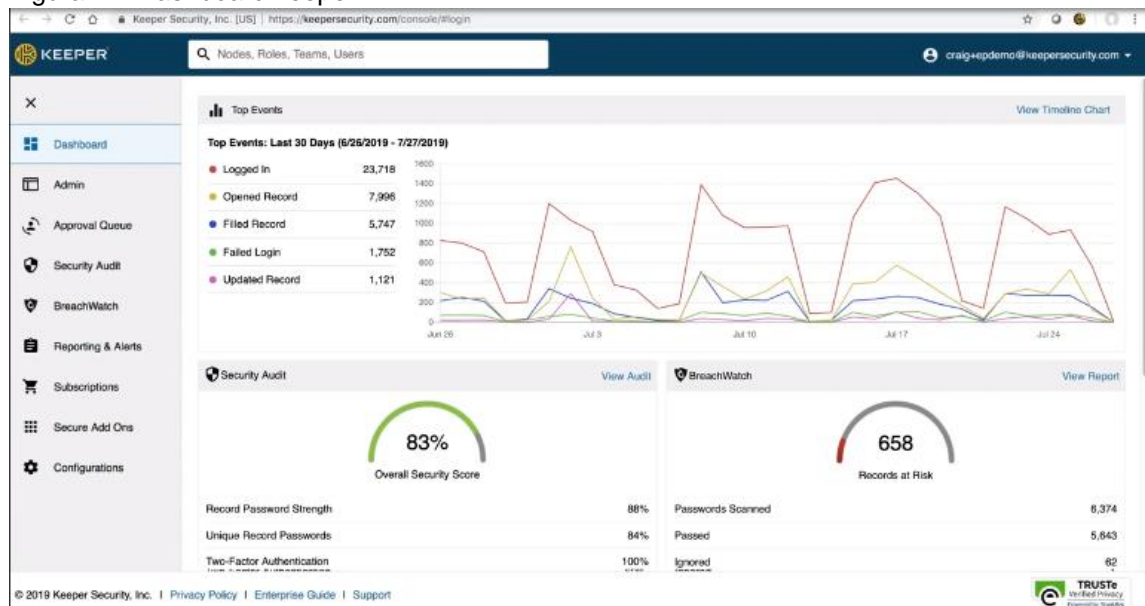 Keeper Security, Inc. [US] | https://keepersecurity.com/console/#login
KEEPER
Nodes, Roles, Teams, Users
craig+epdemo@keepersecurity.com
Dashboard
Admin
Approval Queue
Security Audit
BreachWatch
Reporting & Alerts
Subscriptions
Secure Add Ons
Configurations
Top Events
View Timeline Chart
Top Events: Last 30 Days (6/26/2019 - 7/27/2019)
Logged In 23,718
Opened Record 7,996
Filled Record 5,747
Failed Login 1,752
Updated Record 1,121
1600
1400
1200
1000
800
600
400
200
0
Jun 26 Jul 3 Jul 10 Jul 17 Jul 24
Security Audit
View Audit
83%
Overall Security Score
Record Password Strength 88%
Unique Record Passwords 84%
Two-Factor Authentication 100%
BreachWatch
View Report
658
Records at Risk
Passwords Scanned 6,374
Passed 5,643
Ignored 62
© 2019 Keeper Security, Inc. | Privacy Policy | Enterprise Guide | Support
TRUSTe
Verified Privacy